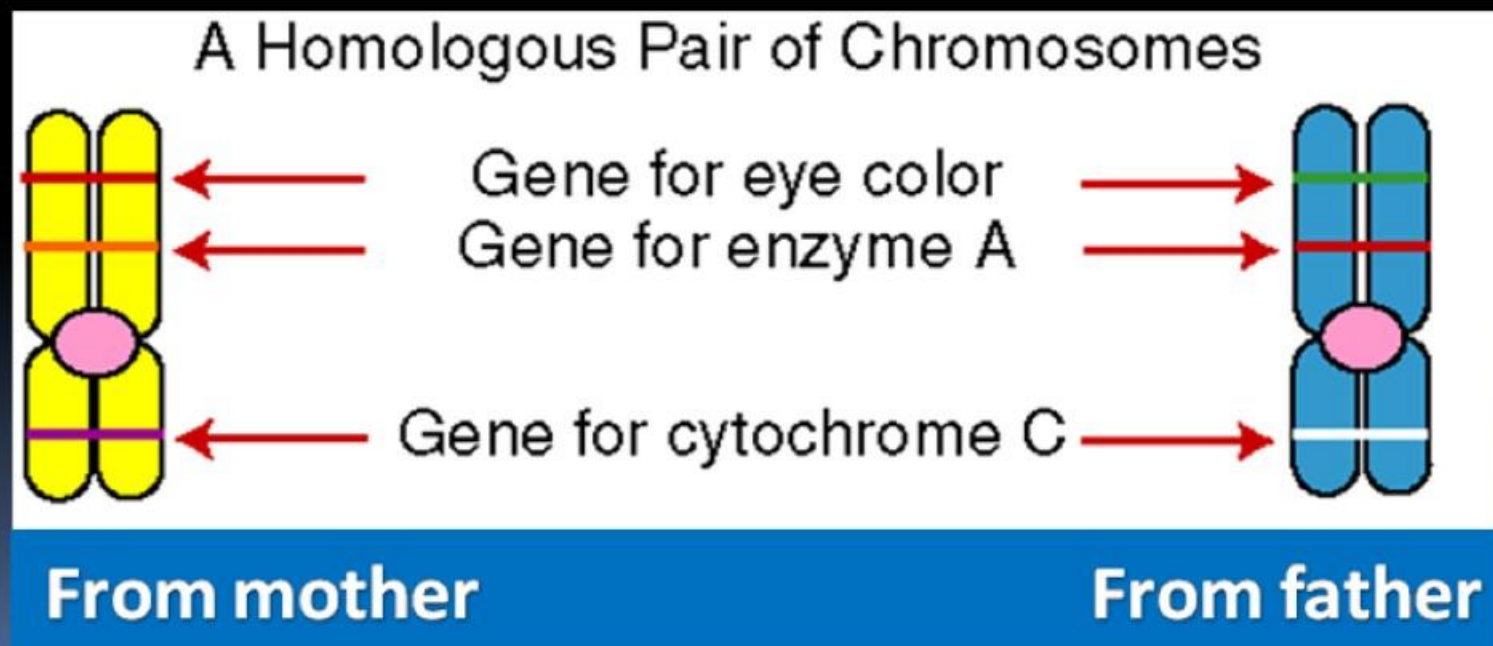 A Homologous Pair of Chromosomes
Gene for eye color
Gene for enzyme A
Gene for cytochrome C
From mother
From father